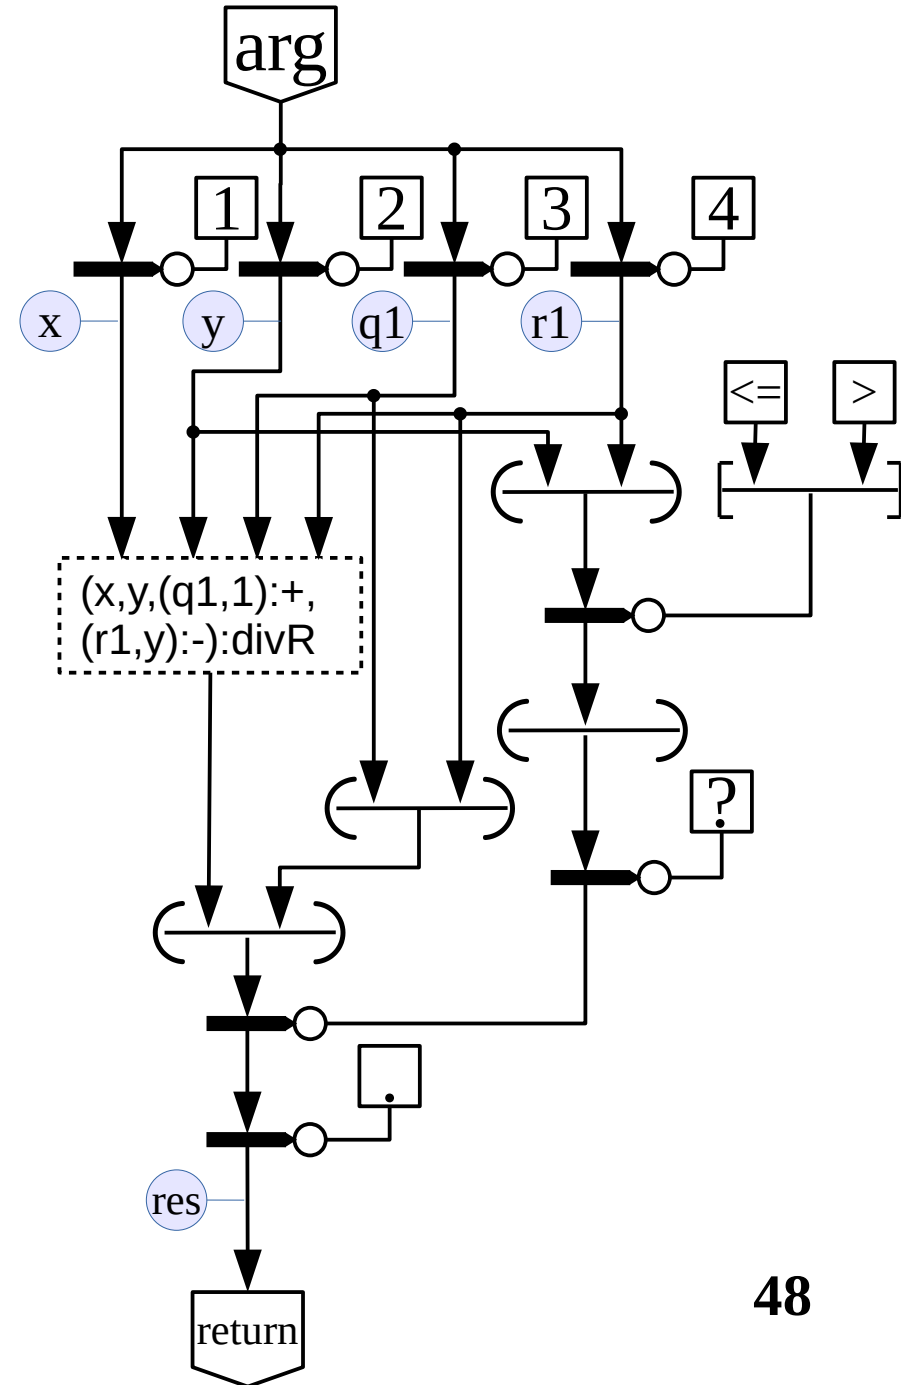 arg
1
2
3
4
x
y
q1
r1
<=
>
(x,y,(q1,1):+,
(r1,y):-):divR
?
.
res
return
48